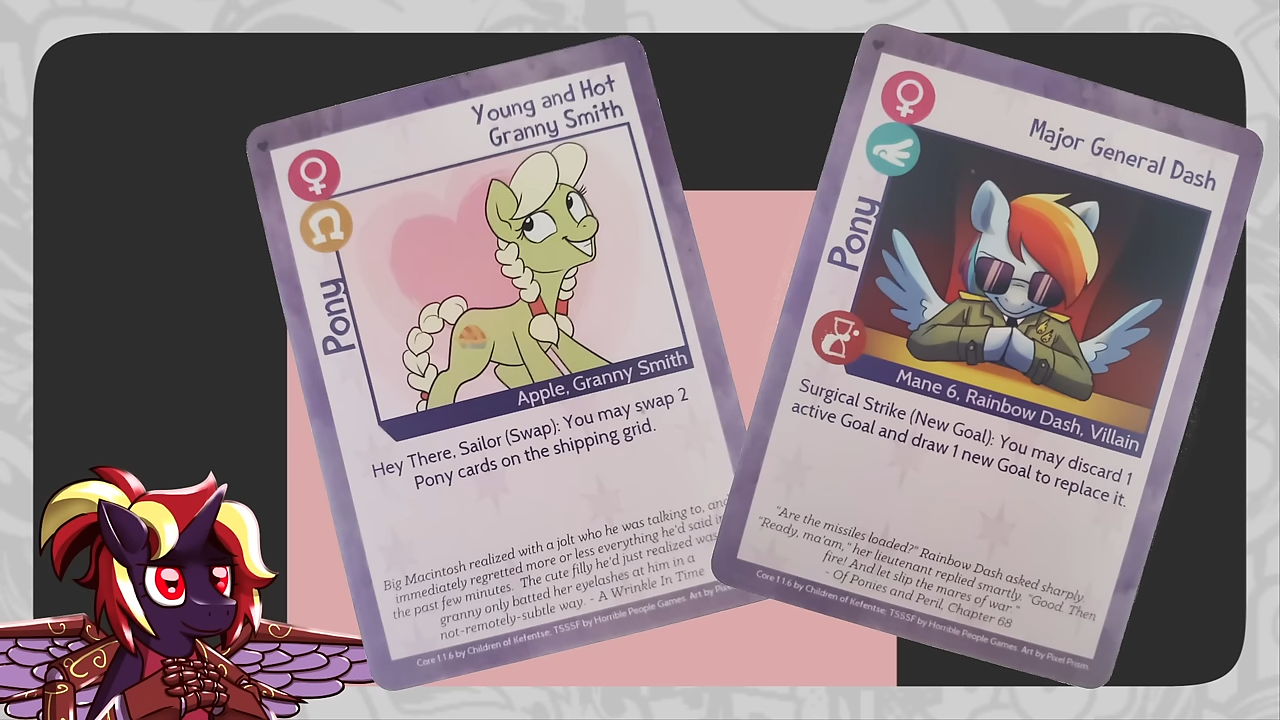 Young and Hot
Granny Smith
Pony
Apple, Granny Smith
Hey There, Sailor (Swap): You may swap 2
Pony cards on the shipping grid.
Big Macintosh realized with a jolt who he was talking to, and
immediately regretted more or less everything he'd said in
the past few minutes. The cute filly he'd just realized was
granny only batted her eyelashes at him in a
not-remotely-subtle way. - A Wrinkle In Time
Core 1.1.6 by Children of Kefentse; TSSSF by Horrible People Games. Art by
Major General Dash
Pony
Mane 6, Rainbow Dash, Villain
Surgical Strike (New Goal): You may discard 1
active Goal and draw 1 new Goal to replace it.
"Are the missiles loaded?" Rainbow Dash asked sharply.
"Ready, ma'am," her lieutenant replied smartly. "Good. Then
fire! And let slip the mares of war."
- Of Ponies and Peril, Chapter 68
Core 1.1.6 by Children of Kefentse; TSSSF by Horrible People Games. Art by Pixel Prism.